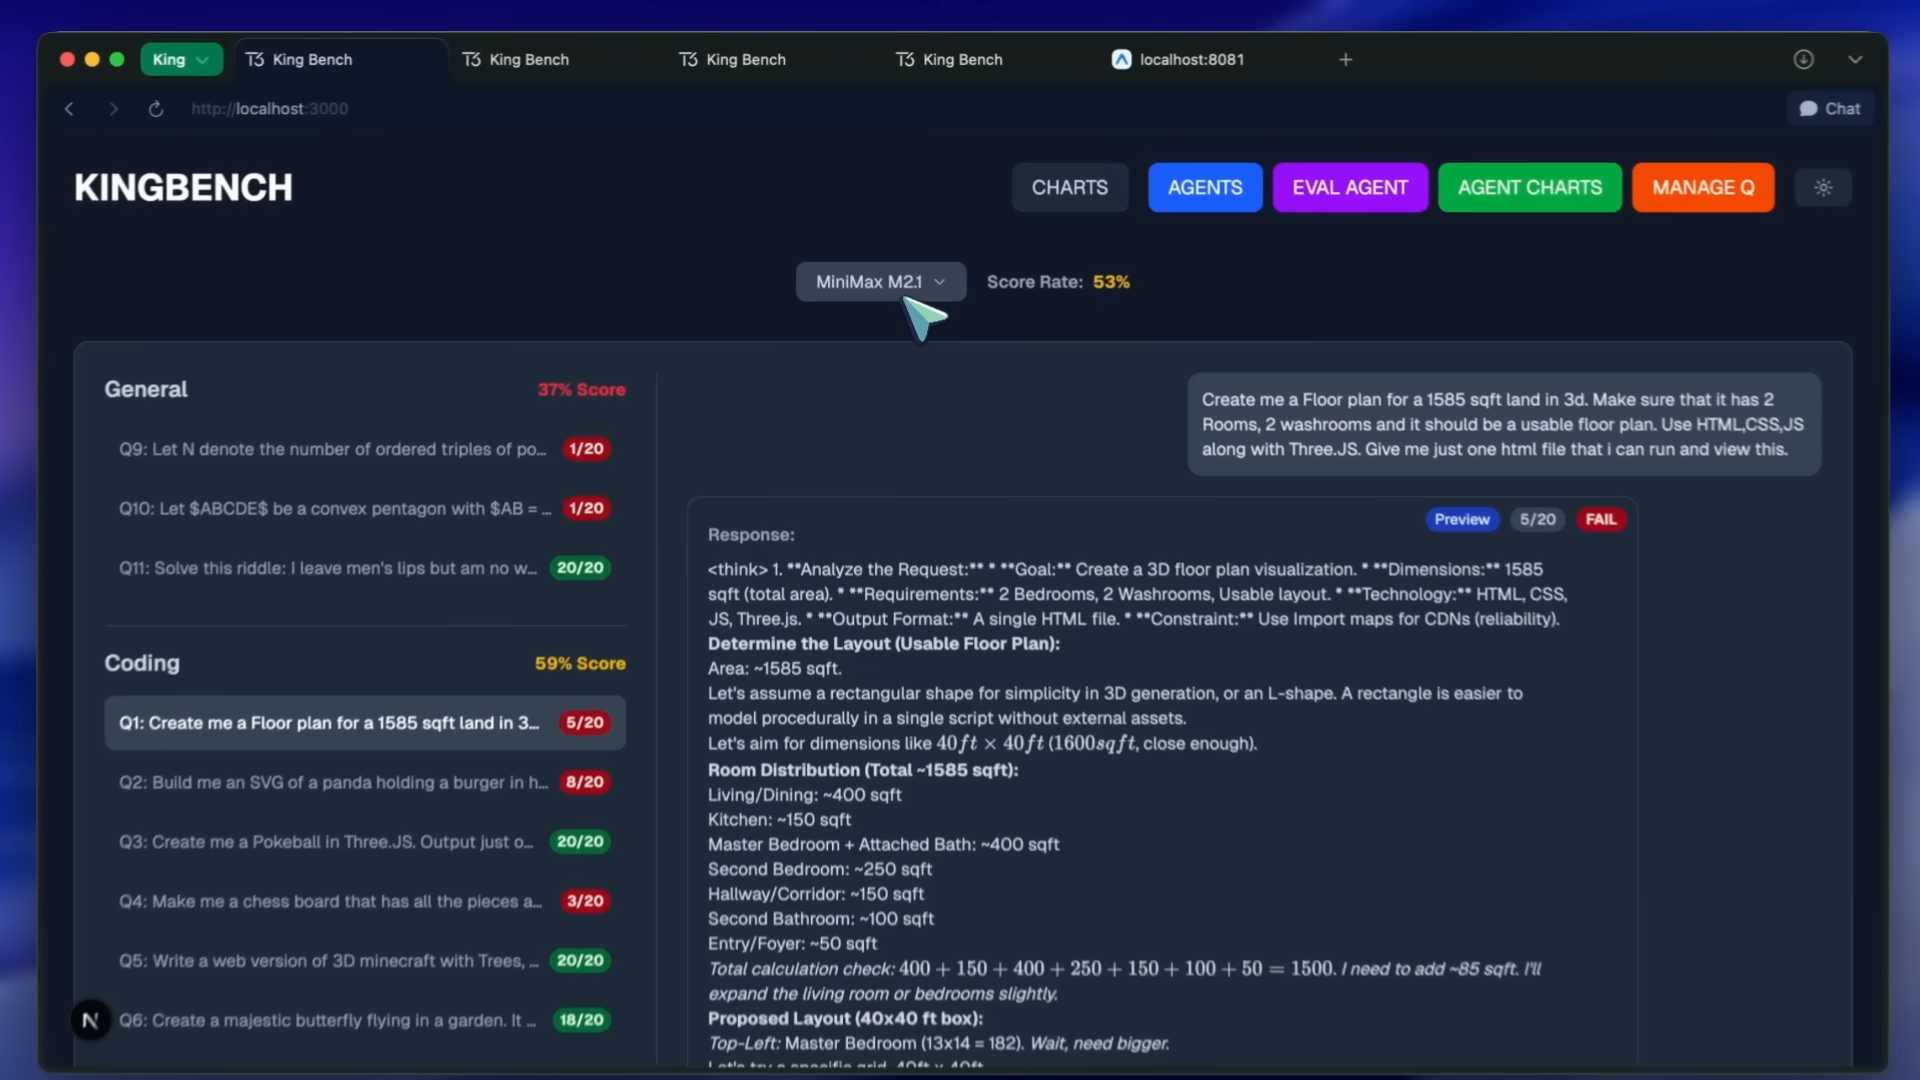 King
King Bench
King Bench
King Bench
King Bench
localhost:8081
http://localhost:3000
Chat
KINGBENCH
CHARTS
AGENTS
EVAL AGENT
AGENT CHARTS
MANAGE Q
MiniMax M2.1
Score Rate: 53%
General
37% Score
Q9: Let N denote the number of ordered triples of po... 1/20
Q10: Let $ABCDE$ be a convex pentagon with $AB = ... 1/20
Q11: Solve this riddle: I leave men's lips but am no w... 20/20
Coding
59% Score
Q1: Create me a Floor plan for a 1585 sqft land in 3... 5/20
Q2: Build me an SVG of a panda holding a burger in h... 8/20
Q3: Create me a Pokeball in Three.JS. Output just o... 20/20
Q4: Make me a chess board that has all the pieces a... 3/20
Q5: Write a web version of 3D minecraft with Trees, ... 20/20
Q6: Create a majestic butterfly flying in a garden. It ... 18/20
N
Create me a Floor plan for a 1585 sqft land in 3d. Make sure that it has 2
Rooms, 2 washrooms and it should be a usable floor plan. Use HTML,CSS,JS
along with Three.JS. Give me just one html file that i can run and view this.
Preview
5/20
FAIL
Response:
<think> 1. **Analyze the Request:** * **Goal:** Create a 3D floor plan visualization. * **Dimensions:** 1585
sqft (total area). * **Requirements:** 2 Bedrooms, 2 Washrooms, Usable layout. * **Technology:** HTML, CSS,
JS, Three.js. * **Output Format:** A single HTML file. * **Constraint:** Use Import maps for CDNs (reliability).
Determine the Layout (Usable Floor Plan):
Area: ~1585 sqft.
Let's assume a rectangular shape for simplicity in 3D generation, or an L-shape. A rectangle is easier to
model procedurally in a single script without external assets.
Let's aim for dimensions like 40ft × 40ft (1600sqft, close enough).
Room Distribution (Total ~1585 sqft):
Living/Dining: ~400 sqft
Kitchen: ~150 sqft
Master Bedroom + Attached Bath: ~400 sqft
Second Bedroom: ~250 sqft
Hallway/Corridor: ~150 sqft
Second Bathroom: ~100 sqft
Entry/Foyer: ~50 sqft
Total calculation check: 400 + 150 + 400 + 250 + 150 + 100 + 50 = 1500. I need to add ~85 sqft. I'll
expand the living room or bedrooms slightly.
Proposed Layout (40x40 ft box):
Top-Left: Master Bedroom (13x14 = 182). Wait, need bigger.